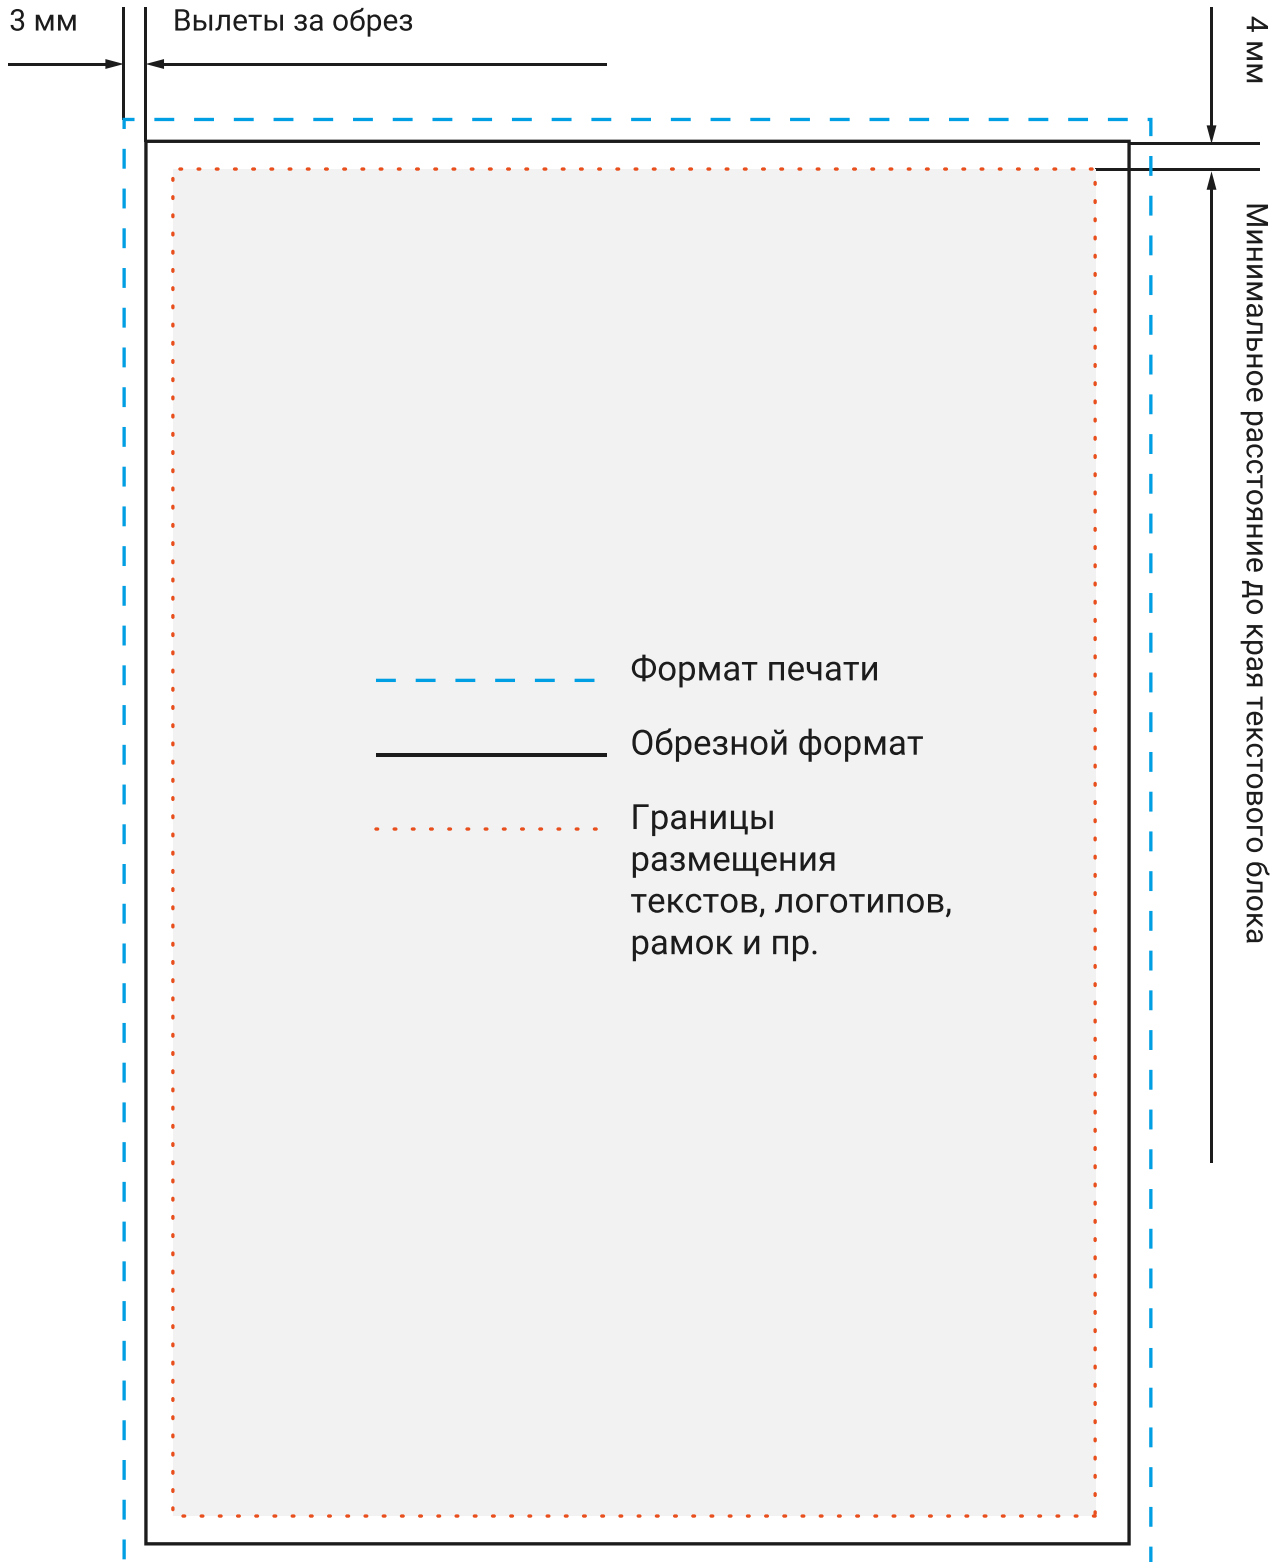 3 мм
Вылеты за обрез
4 мм
Минимальное расстояние до края текстового блока
Формат печати
Обрезной формат
Границы
размещения
текстов, логотипов,
рамок и пр.